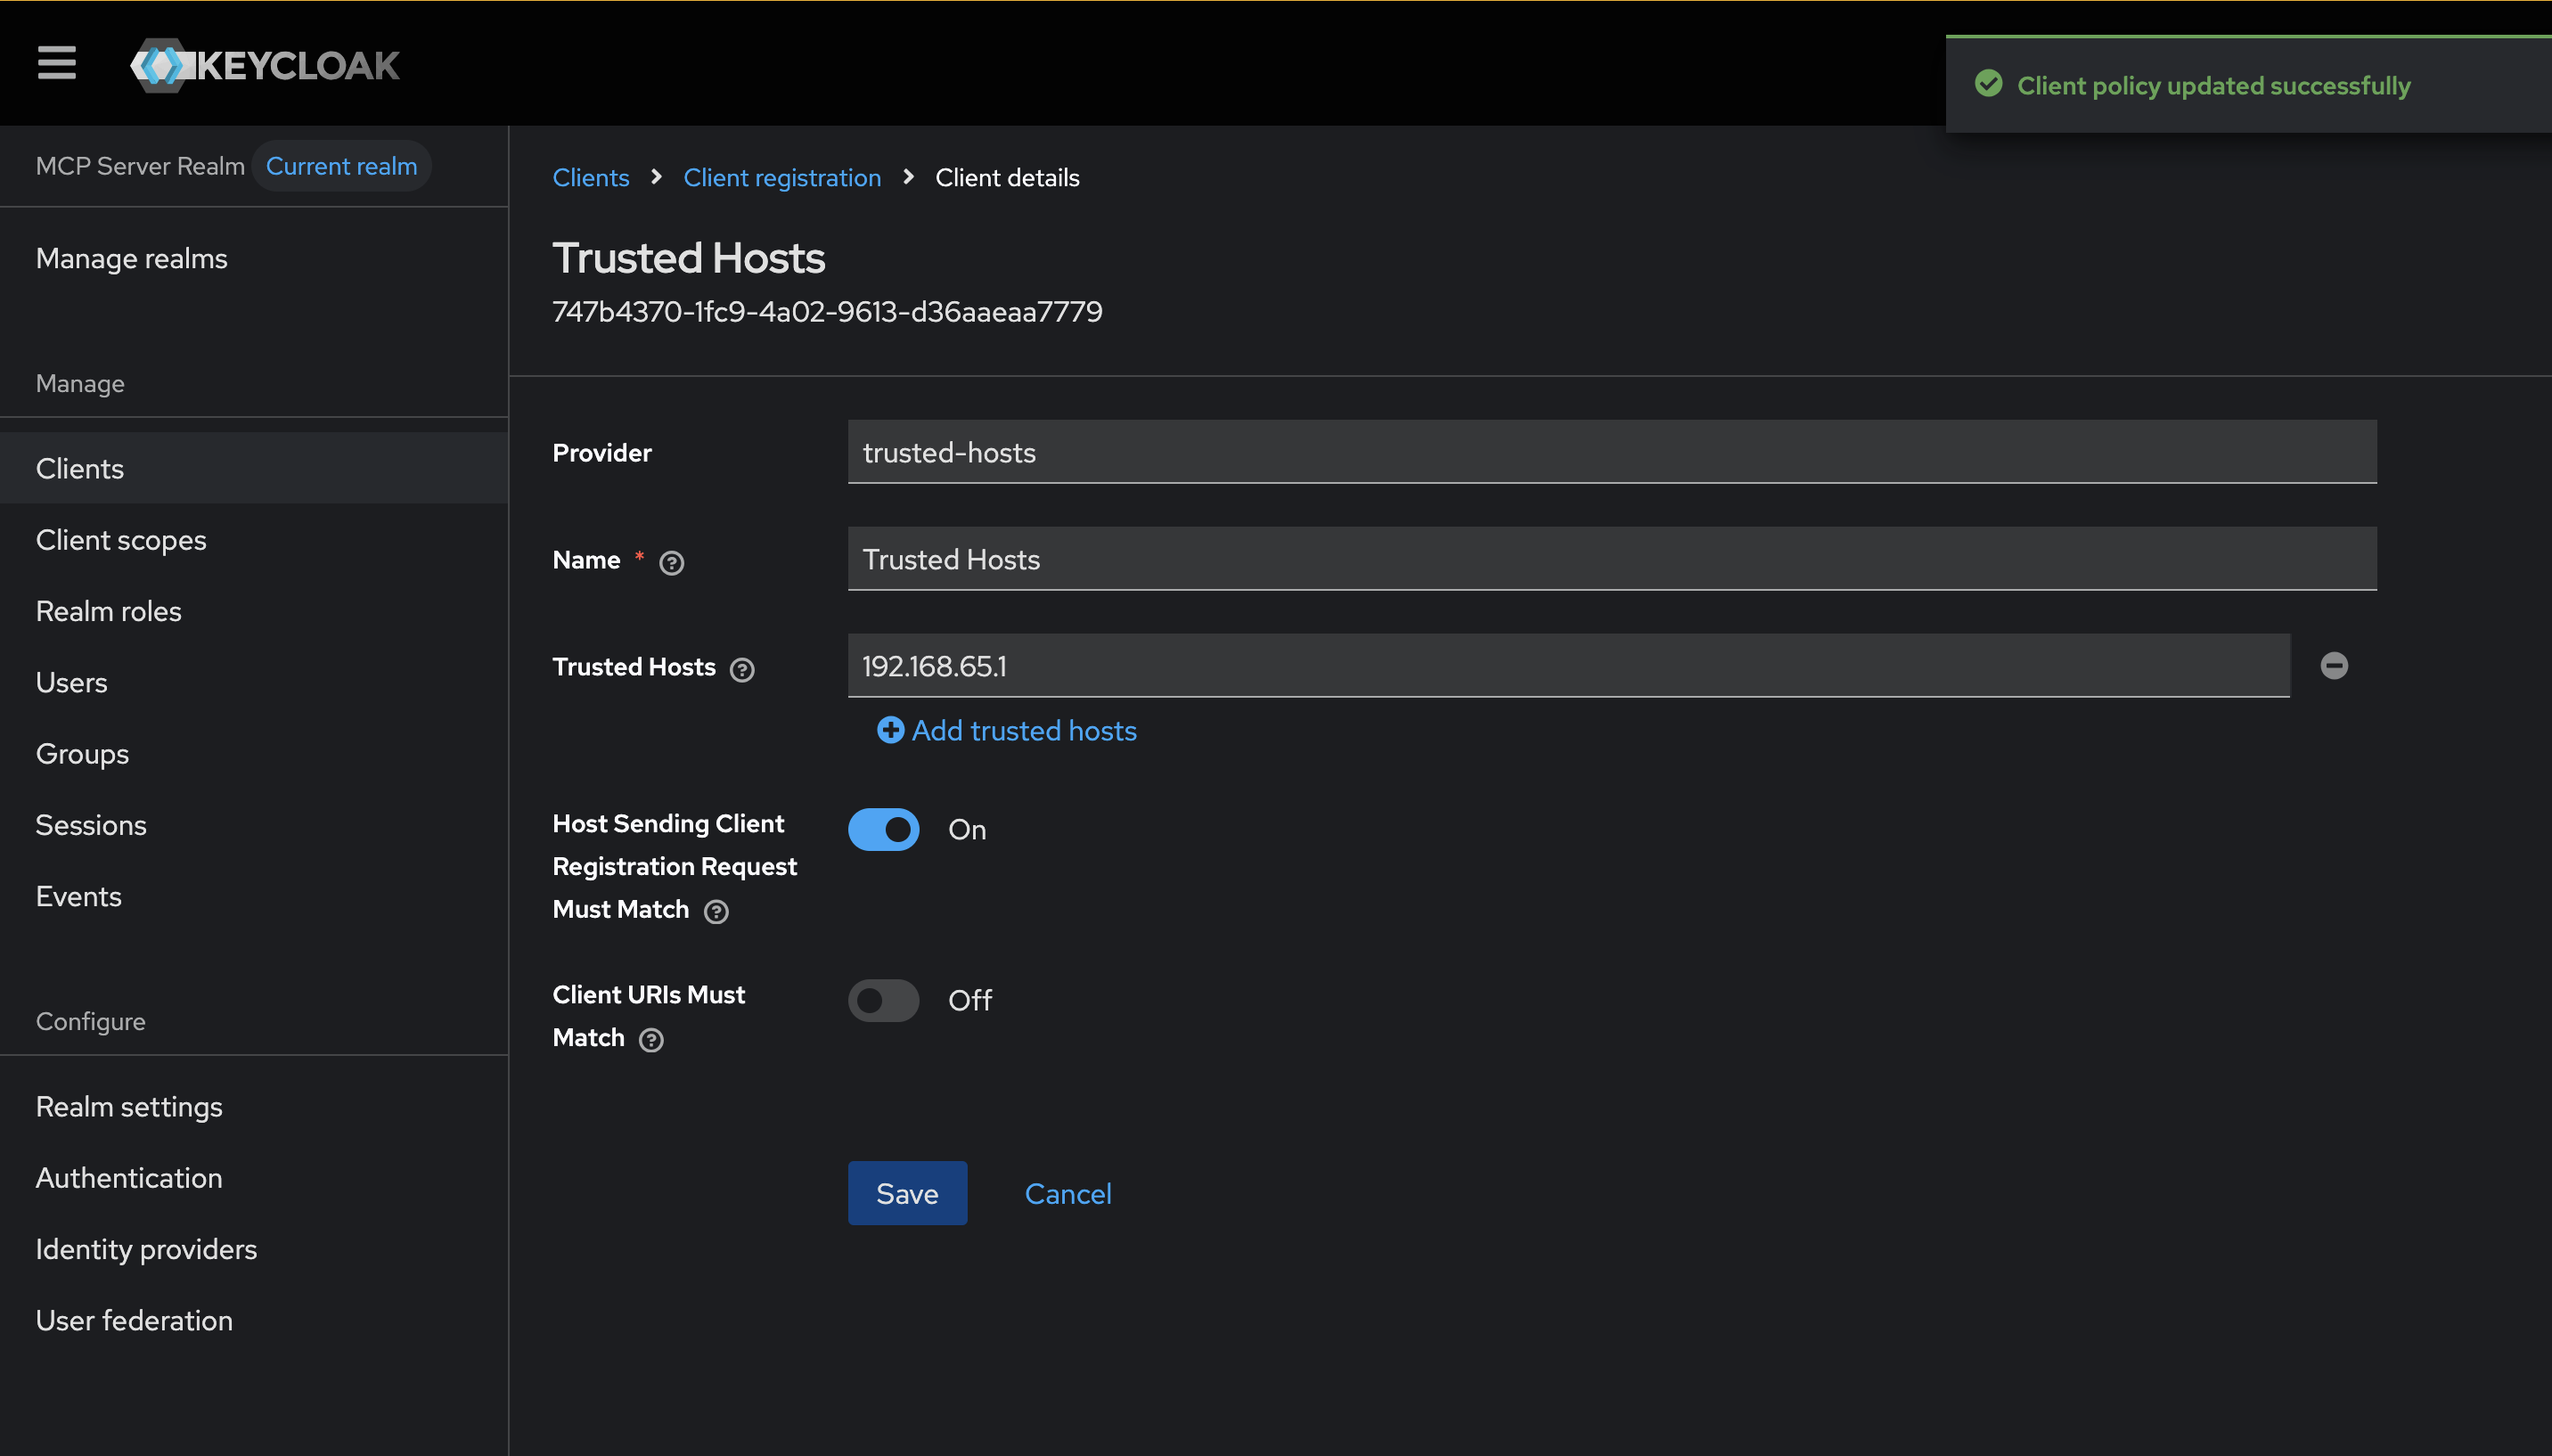 KEYCLOAK
Client policy updated successfully
MCP Server Realm Current realm
Manage realms
Manage
Clients
Client scopes
Realm roles
Users
Groups
Sessions
Events
Configure
Realm settings
Authentication
Identity providers
User federation
Clients > Client registration > Client details
Trusted Hosts
747b4370-1fc9-4a02-9613-d36aaeaa7779
Provider
trusted-hosts
Name *
Trusted Hosts
Trusted Hosts
192.168.65.1
Add trusted hosts
Host Sending Client
Registration Request
Must Match
On
Client URIs Must
Match
Off
Save
Cancel